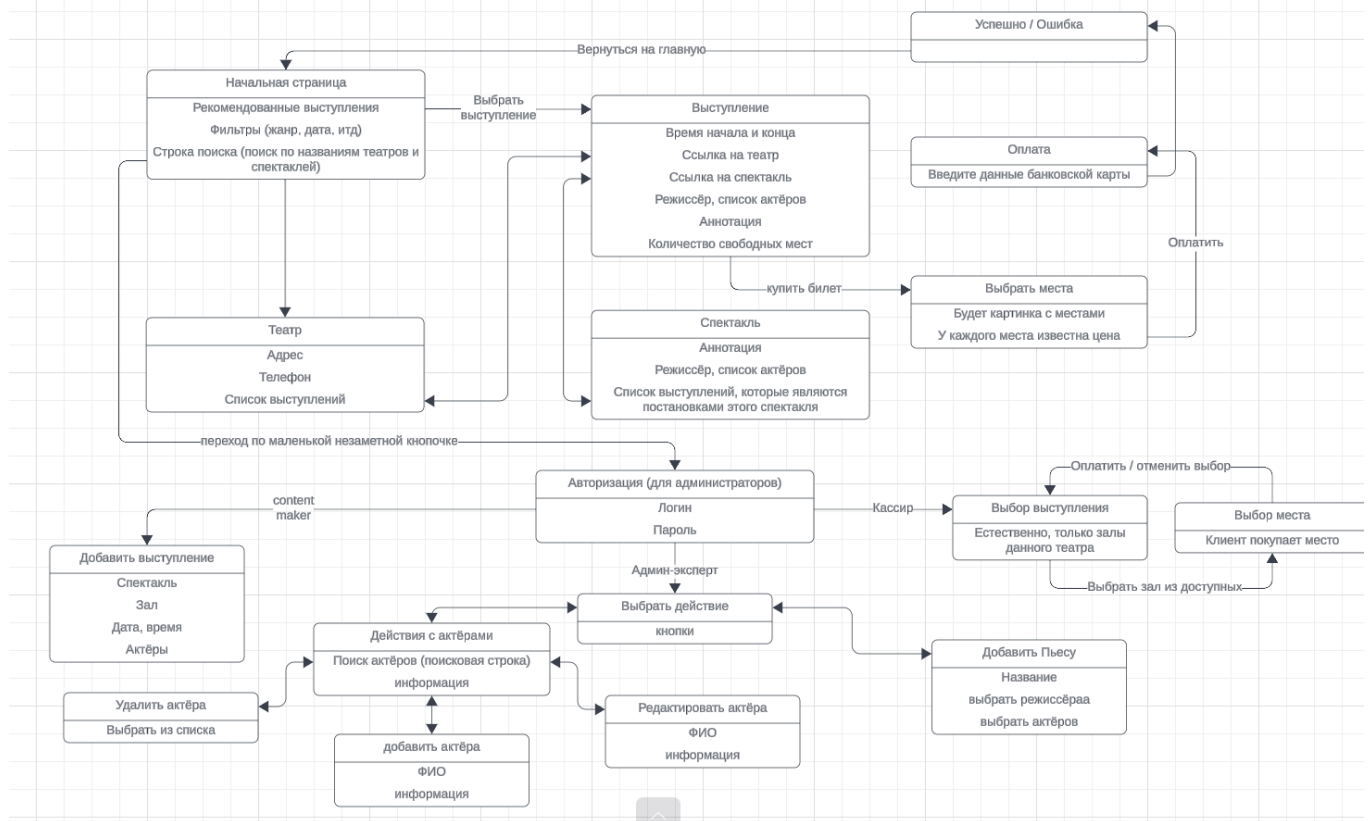 Успешно / Ошибка
Вернуться на главную
Начальная страница
Рекомендованные выступления
Фильтры (жанр, дата, итд)
Строка поиска (поиск по названиям театров и
спектаклей)
Выбрать
выступление
Выступление
Время начала и конца
Ссылка на театр
Ссылка на спектакль
Режиссёр, список актёров
Аннотация
Количество свободных мест
Оплата
Введите данные банковской карты
Оплатить
купить билет
Выбрать места
Будет картинка с местами
У каждого места известна цена
Театр
Адрес
Телефон
Список выступлений
Спектакль
Аннотация
Режиссёр, список актёров
Список выступлений, которые являются
постановками этого спектакля
переход по маленькой незаметной кнопочке
Авторизация (для администраторов)
Логин
Пароль
content
maker
Кассир
Админ-эксперт
Оплатить / отменить выбор
Выбор выступления
Естественно, только залы
данного театра
Выбор места
Клиент покупает место
Выбрать зал из доступных
Добавить выступление
Спектакль
Зал
Дата, время
Актёры
Выбрать действие
кнопки
Действия с актёрами
Поиск актёров (поисковая строка)
информация
Добавить Пьесу
Название
выбрать режиссёраа
выбрать актёров
Удалить актёра
Выбрать из списка
Редактировать актёра
ФИО
информация
добавить актёра
ФИО
информация